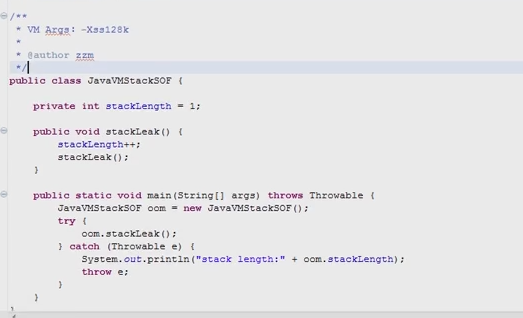 /**
 * VM Args: -Xss128k
 *
 * @author zzm
 */
public class JavaVMStackSOF {
private int stackLength = 1;
public void stackLeak() {
stackLength++;
stackLeak();
}
public static void main(String[] args) throws Throwable {
JavaVMStackSOF oom = new JavaVMStackSOF();
try {
oom.stackLeak();
} catch (Throwable e) {
System.out.println("stack length:" + oom.stackLength);
throw e;
}
}
}